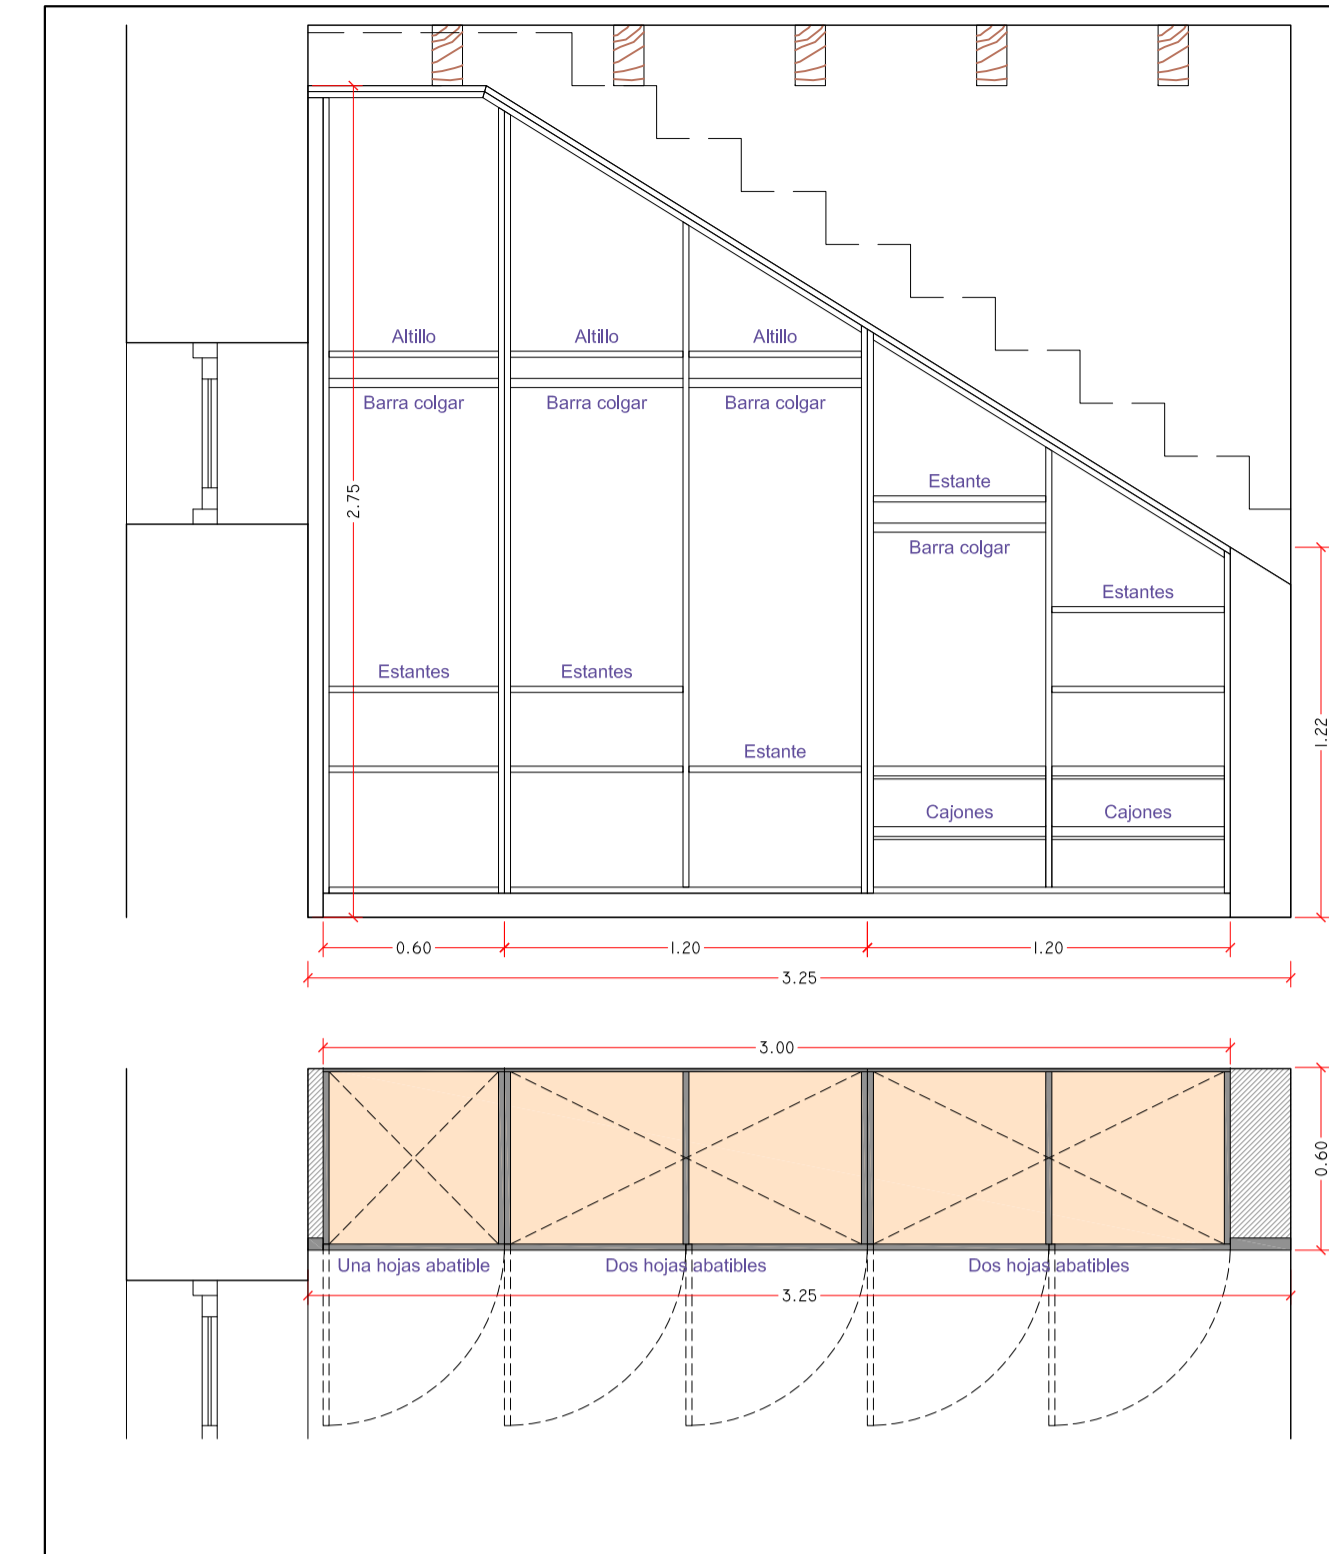 Altillo Altillo Altillo
Barra colgar Barra colgar Barra colgar
2.75
Estante
Barra colgar
Estantes
Estantes Estantes
1.22
Estante
Cajones Cajones
0.60 1.20 1.20
3.25
3.00
0.60
Una hojas abatible Dos hojas abatibles Dos hojas abatibles
3.25